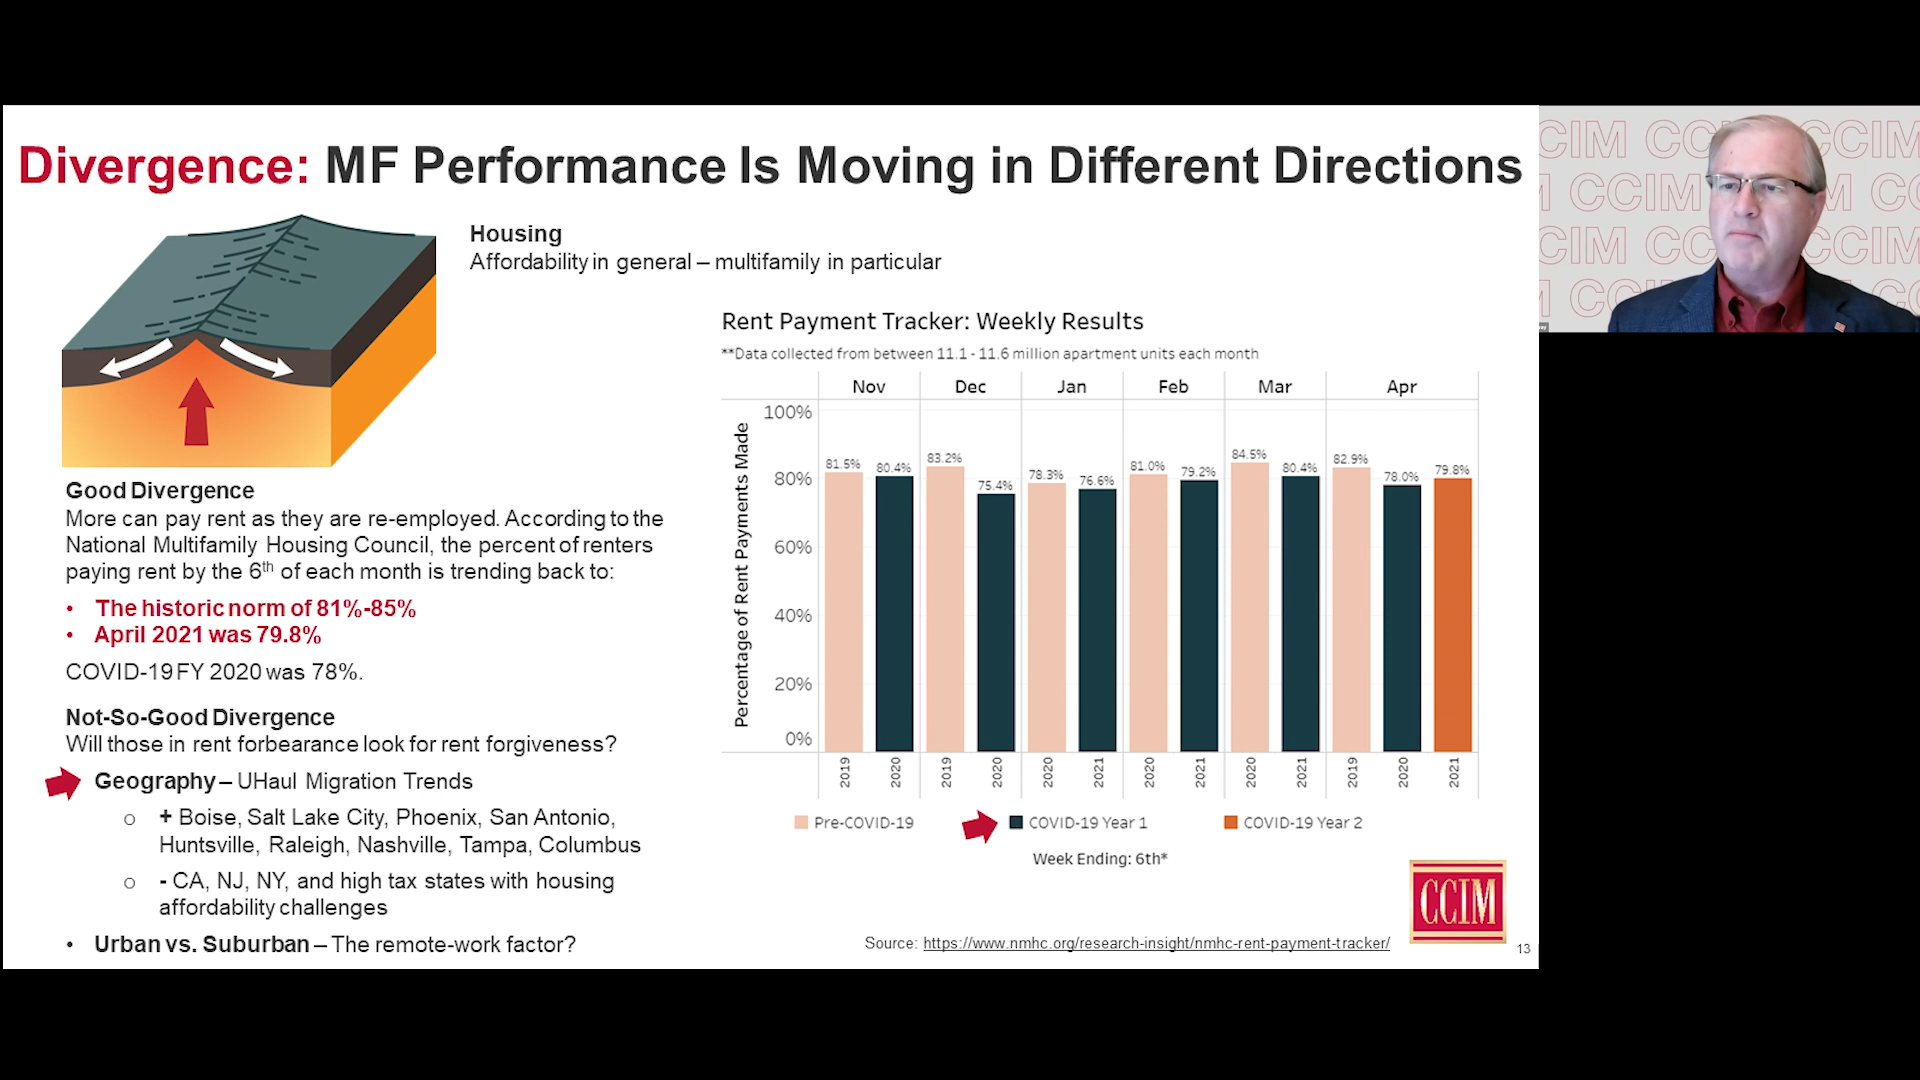 Divergence: MF Performance Is Moving in Different Directions
Housing
Affordability in general – multifamily in particular
Good Divergence
More can pay rent as they are re-employed. According to the
National Multifamily Housing Council, the percent of renters
paying rent by the 6th of each month is trending back to:
• The historic norm of 81%-85%
• April 2021 was 79.8%
COVID-19 FY 2020 was 78%.
Not-So-Good Divergence
Will those in rent forbearance look for rent forgiveness?
Geography – UHaul Migration Trends
o + Boise, Salt Lake City, Phoenix, San Antonio,
Huntsville, Raleigh, Nashville, Tampa, Columbus
o - CA, NJ, NY, and high tax states with housing
affordability challenges
• Urban vs. Suburban – The remote-work factor?
Rent Payment Tracker: Weekly Results
**Data collected from between 11.1 - 11.6 million apartment units each month
Nov Dec Jan Feb Mar Apr
Percentage of Rent Payments Made
100%
80%
60%
40%
20%
0%
81.5% 80.4% 83.2% 75.4% 78.3% 76.6% 81.0% 79.2% 84.5% 80.4% 82.9% 78.0% 79.8%
2019 2020 2019 2020 2020 2021 2020 2021 2020 2021 2019 2020 2021
Pre-COVID-19 COVID-19 Year 1 COVID-19 Year 2
Week Ending: 6th*
CCIM
Source: https://www.nmhc.org/research-insight/nmhc-rent-payment-tracker/
13
CCIM CC CCIM
M CCIM M CC
CCIM CC CCIM
M CCIM CC